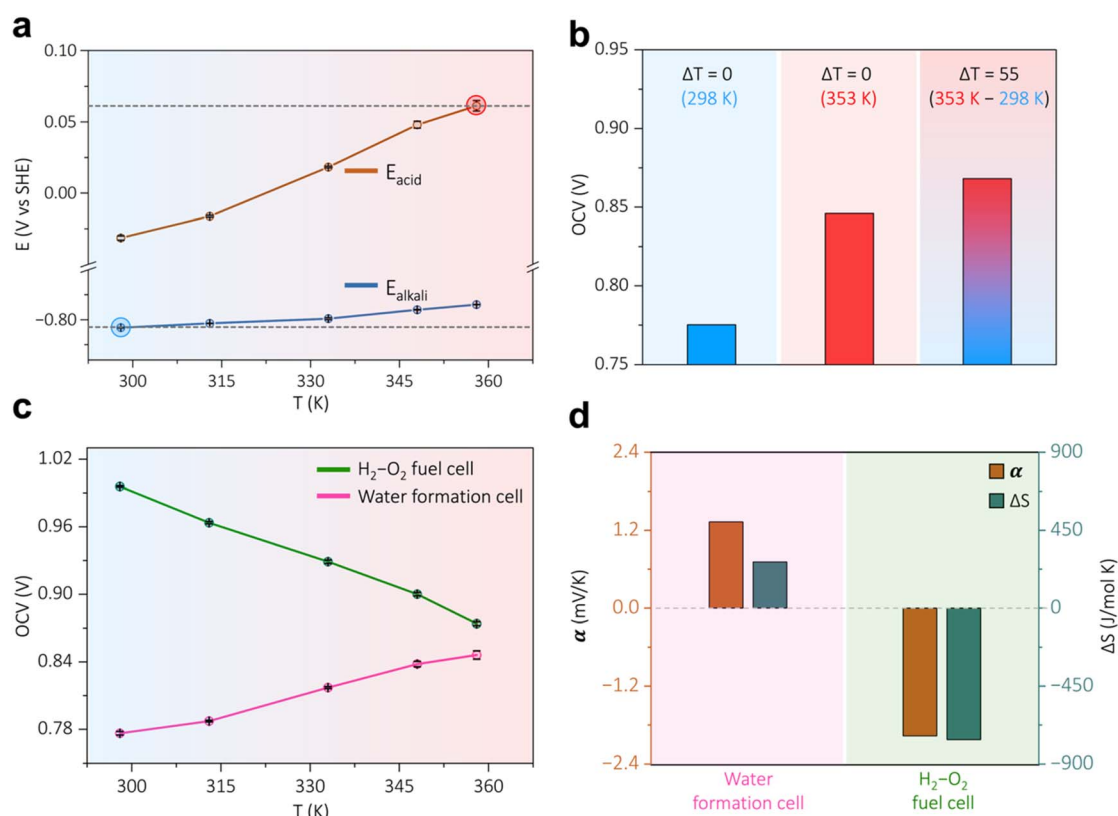 a
0.10
0.05
0.00
−0.80
E (V vs SHE)
E_acid
E_alkali
300
315
330
345
360
T (K)
b
0.95
0.90
0.85
0.80
0.75
OCV (V)
ΔT = 0
(298 K)
ΔT = 0
(353 K)
ΔT = 55
(353 K − 298 K)
c
1.02
0.96
0.90
0.84
0.78
OCV (V)
H₂−O₂ fuel cell
Water formation cell
300
315
330
345
360
T (K)
d
2.4
1.2
0.0
−1.2
−2.4
α (mV/K)
α
ΔS
900
450
0
−450
−900
ΔS (J/mol K)
Water
formation cell
H₂−O₂
fuel cell